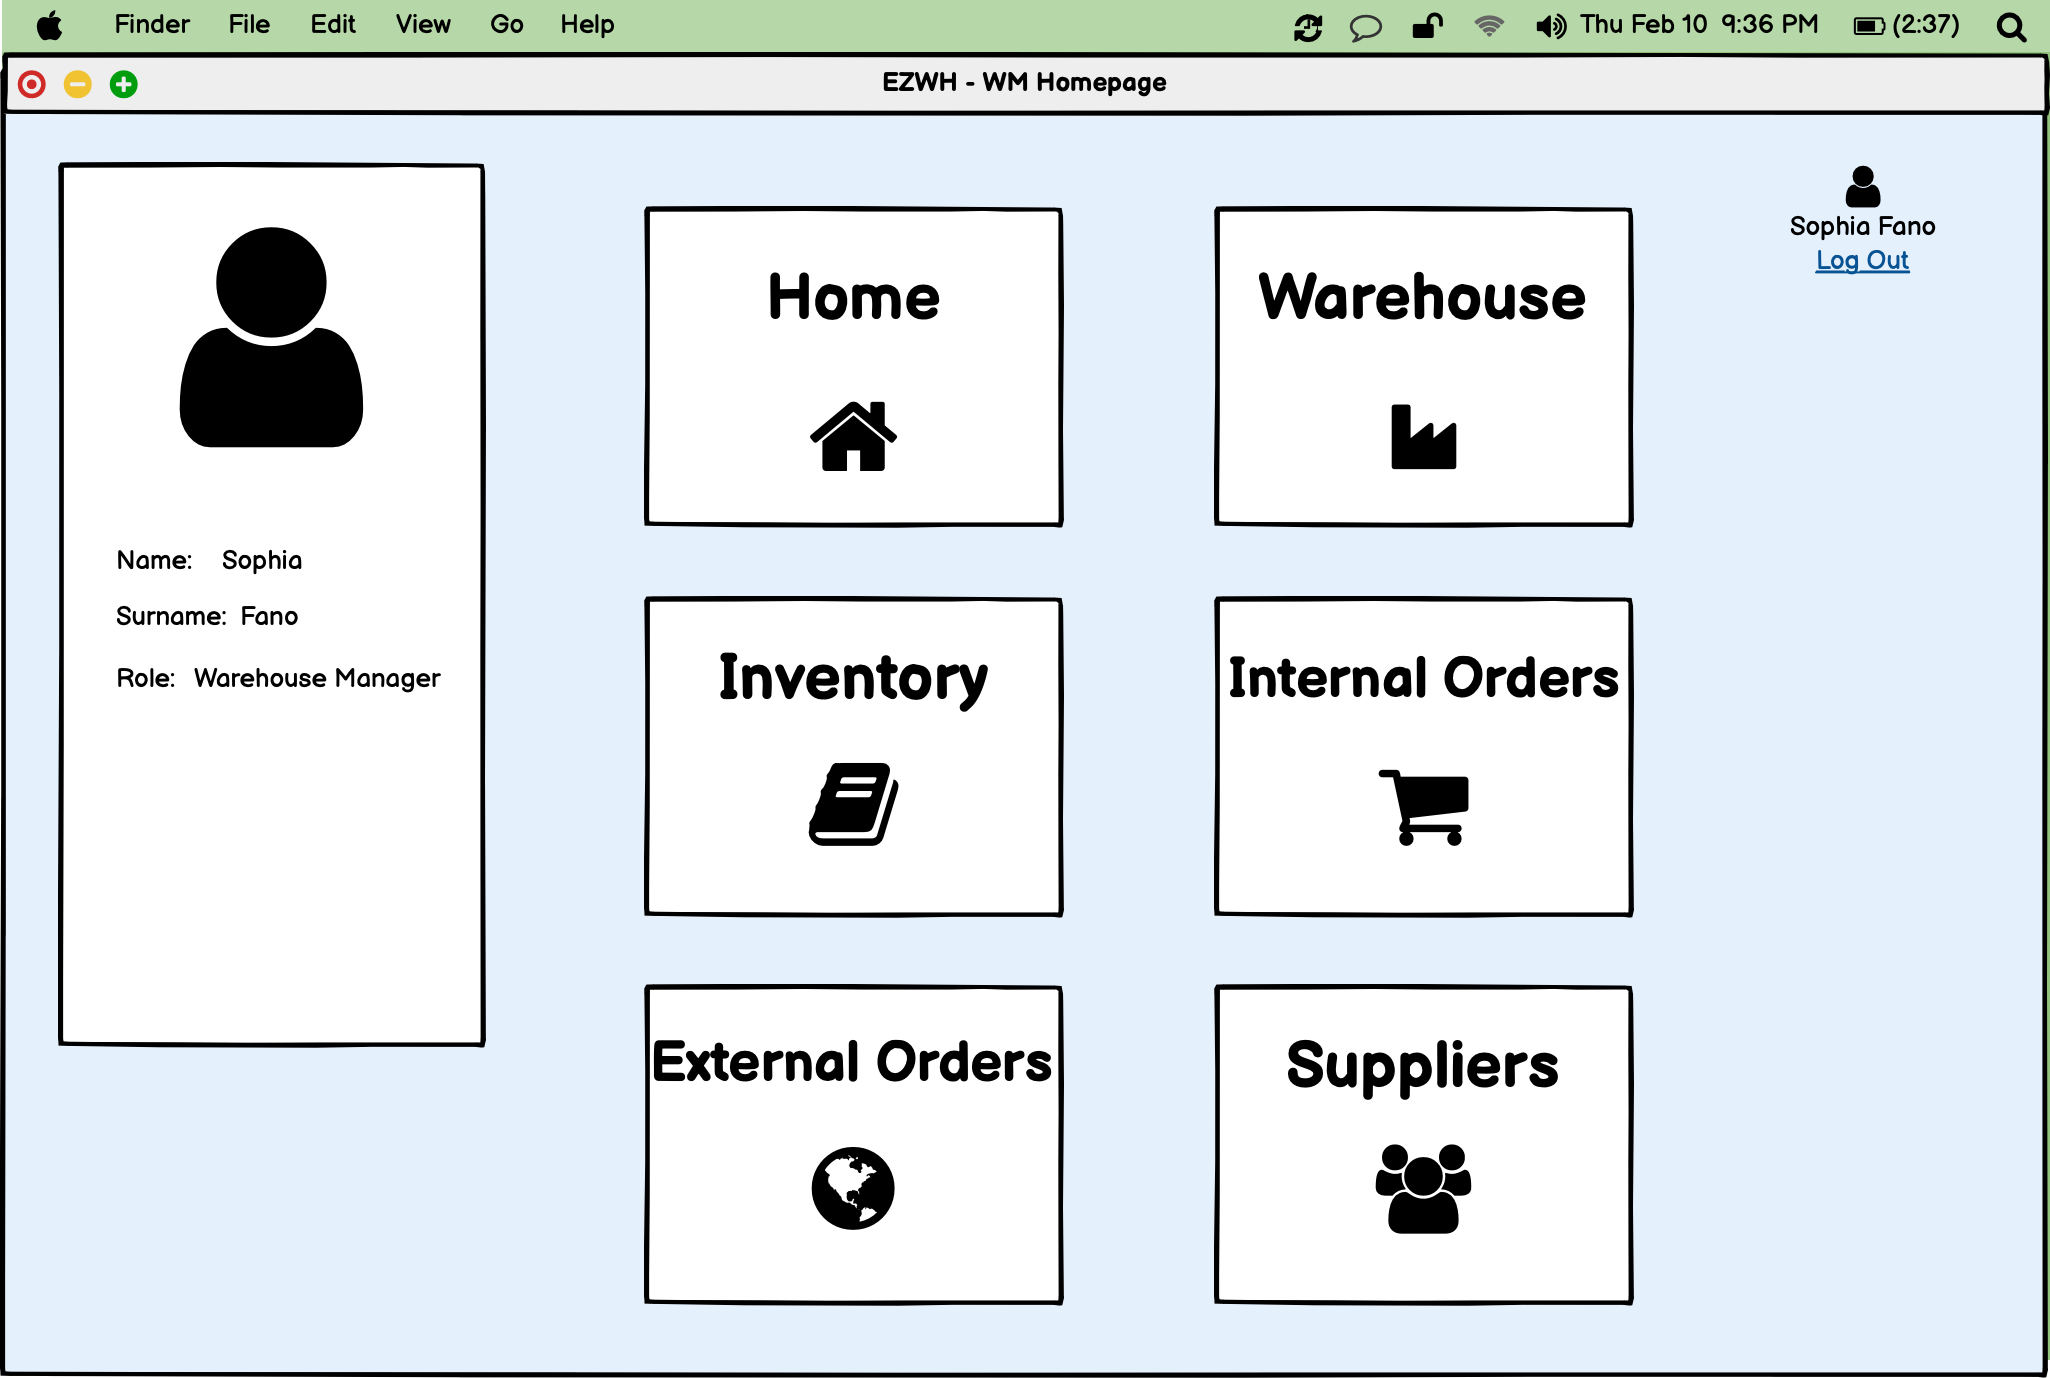 Finder File Edit View Go Help Thu Feb 10 9:36 PM (2:37)
EZWH - WM Homepage
Sophia Fano
Log Out
Name: Sophia
Surname: Fano
Role: Warehouse Manager
Home
Warehouse
Inventory
Internal Orders
External Orders
Suppliers